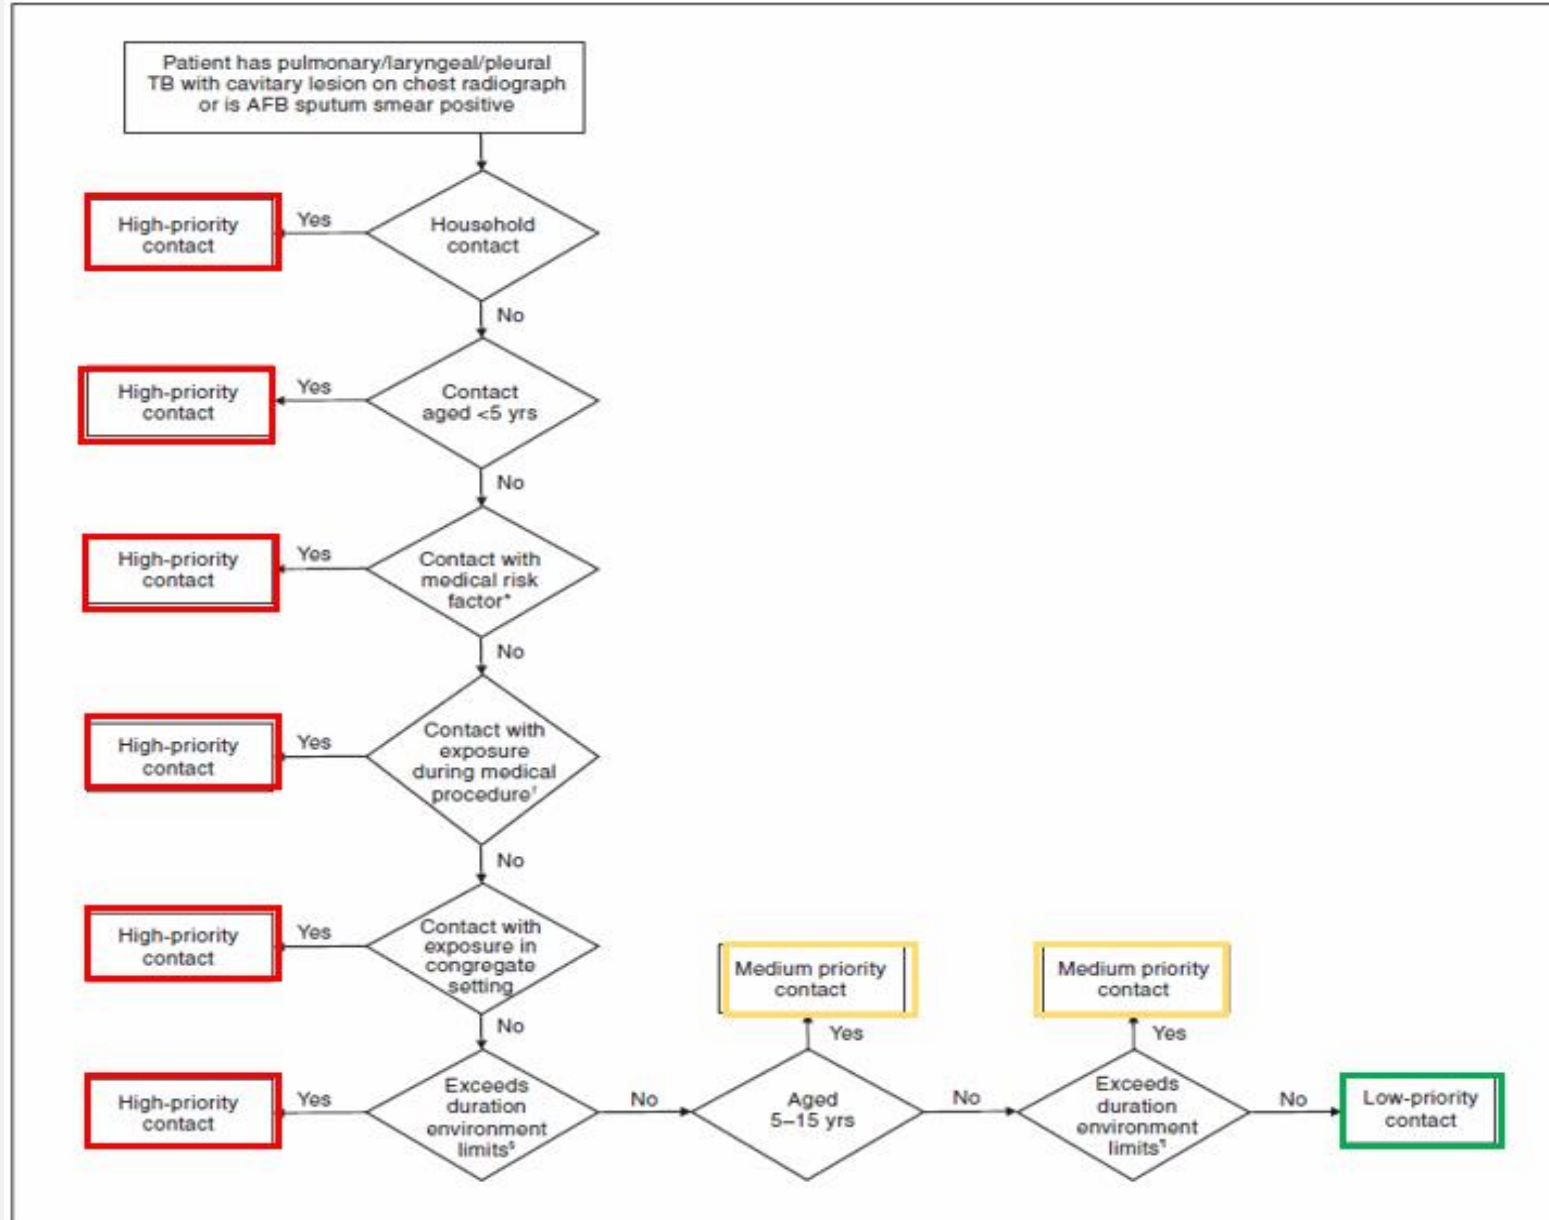 Patient has pulmonary/laryngeal/pleural
TB with cavitary lesion on chest radiograph
or is AFB sputum smear positive
High-priority
contact
Yes
Household
contact
No
High-priority
contact
Yes
Contact
aged <5 yrs
No
High-priority
contact
Yes
Contact with
medical risk
factor*
No
High-priority
contact
Yes
Contact with
exposure
during medical
procedure†
No
High-priority
contact
Yes
Contact with
exposure in
congregate
setting
No
High-priority
contact
Yes
Exceeds
duration
environment
limits§
No
Medium priority
contact
Yes
Aged
5–15 yrs
No
Medium priority
contact
Yes
Exceeds
duration
environment
limits¶
No
Low-priority
contact